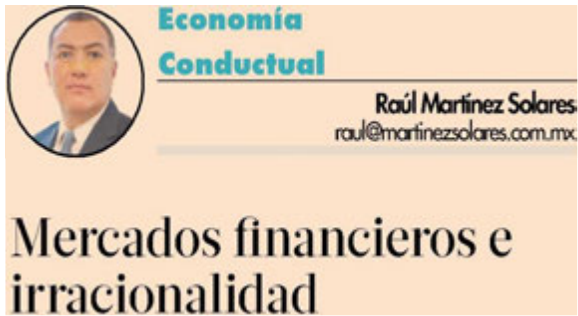 Economía
Conductual
Raúl Martínez Solares
raul@martinezsolares.com.mx
Mercados financieros e
irracionalidad